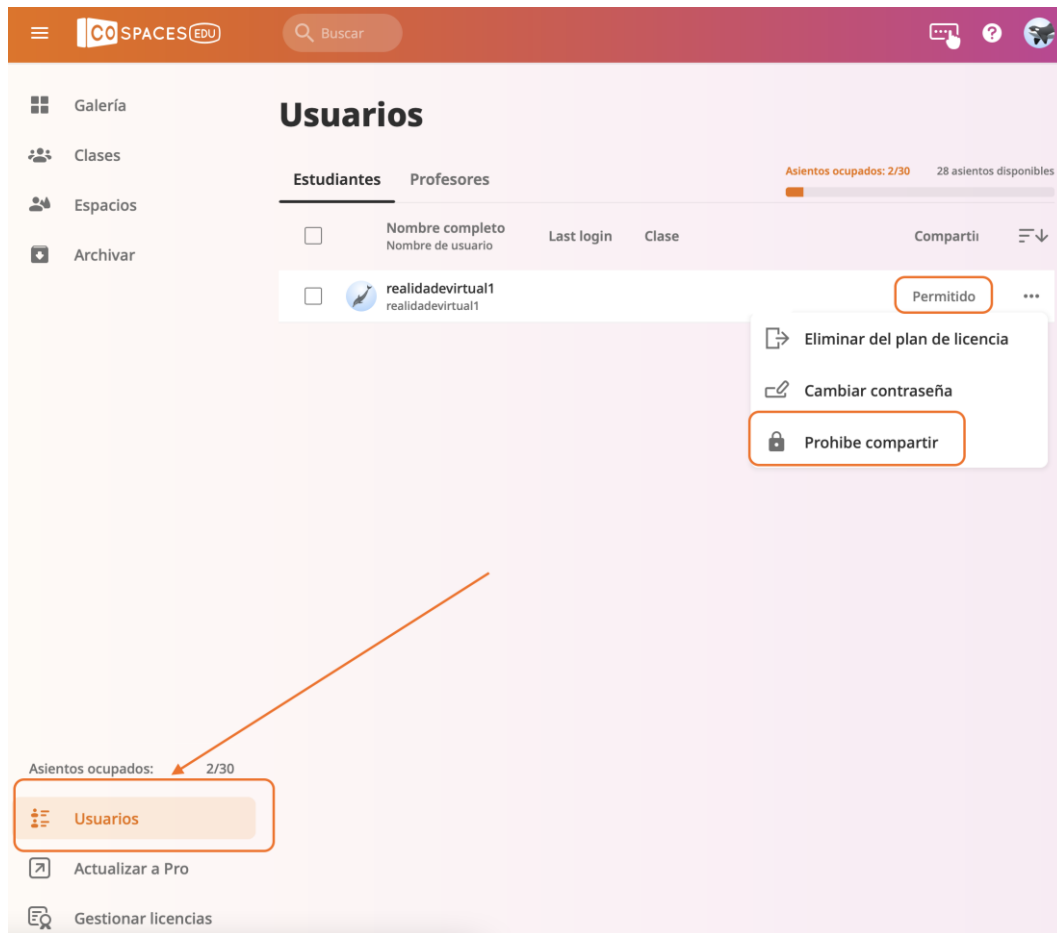 CO SPACES EDU
Buscar
Galería
Clases
Espacios
Archivar
Usuarios
Estudiantes Profesores
Asientos ocupados: 2/30 28 asientos disponibles
Nombre completo
Nombre de usuario
Last login Clase Compartir
realidadevirtual1
realidadevirtual1
Permitido
Eliminar del plan de licencia
Cambiar contraseña
Prohibe compartir
Asientos ocupados: 2/30
Usuarios
Actualizar a Pro
Gestionar licencias